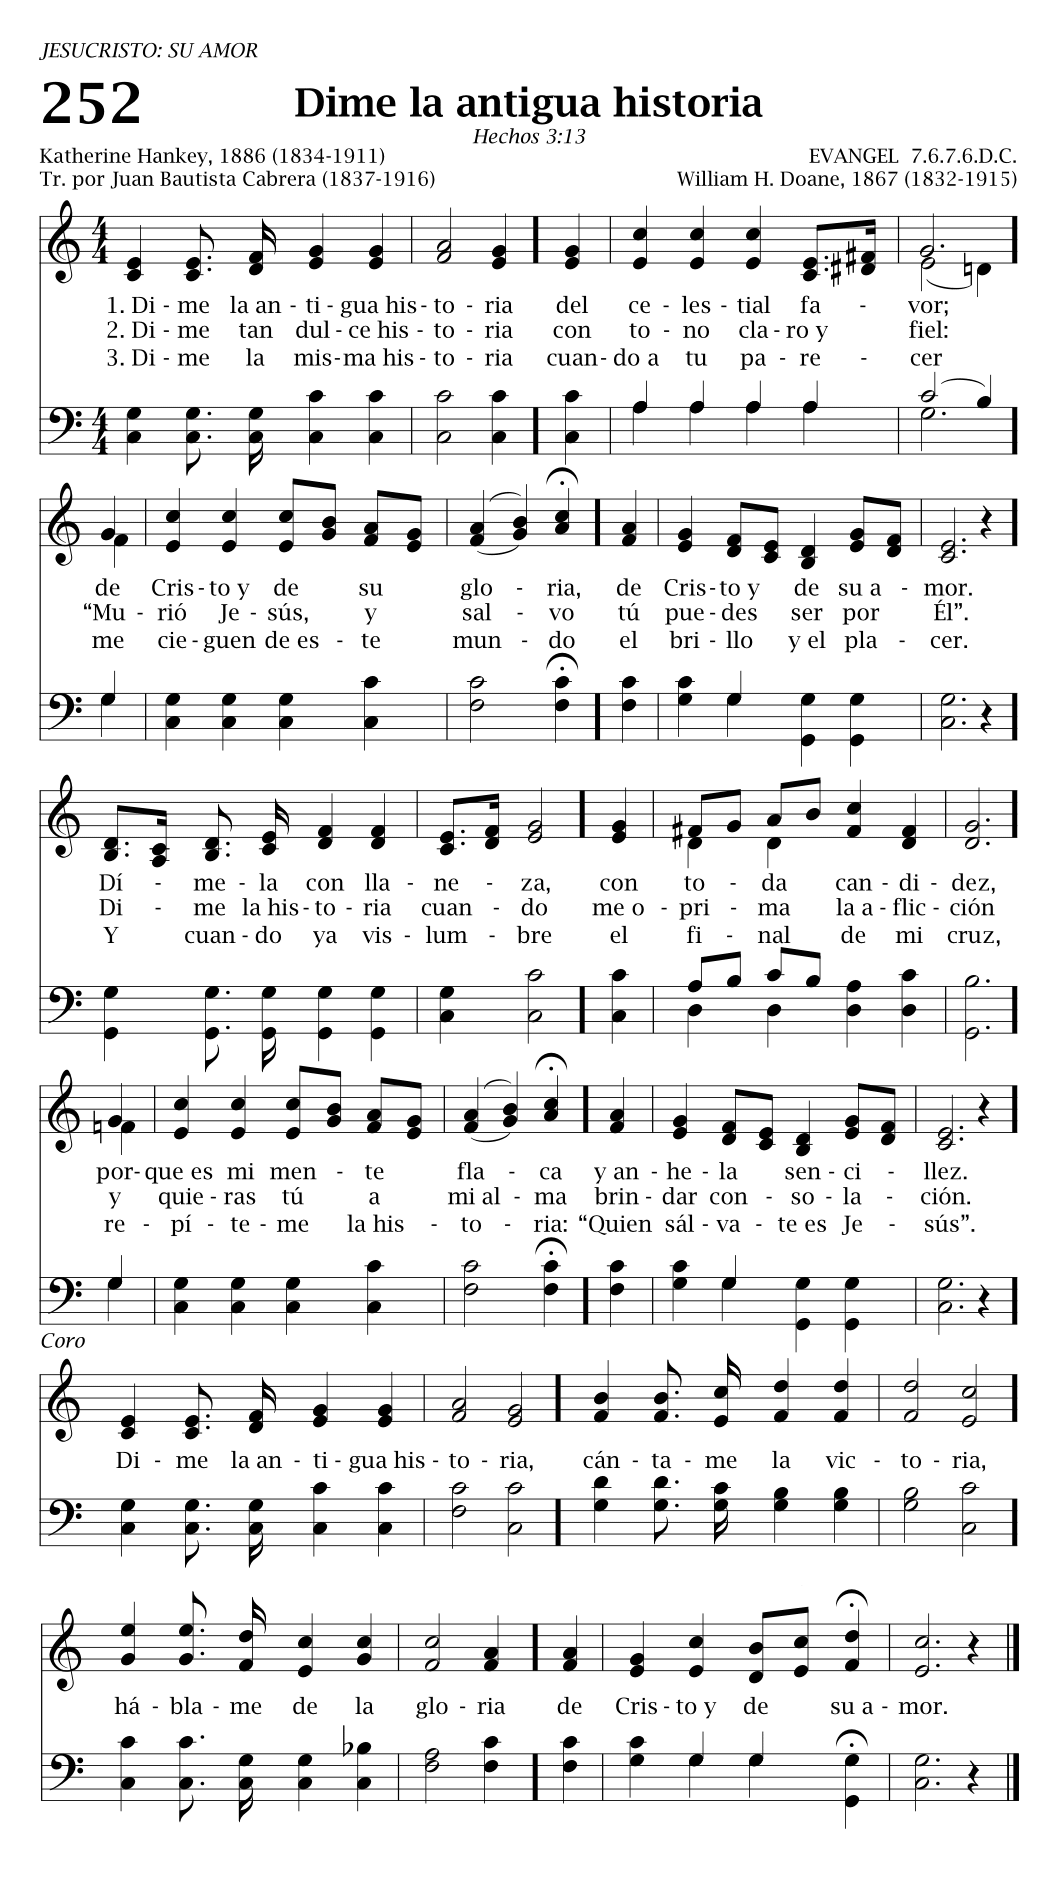 JESUCRISTO: SU AMOR
252 Dime la antigua historia
Hechos 3:13
Katherine Hankey, 1886 (1834-1911) EVANGEL 7.6.7.6.D.C.
Tr. por Juan Bautista Cabrera (1837-1916) William H. Doane, 1867 (1832-1915)
1. Di - me la an - ti - gua his - to - ria del ce - les - tial fa - vor;
2. Di - me tan dul - ce his - to - ria con to - no cla - ro y fiel:
3. Di - me la mis - ma his - to - ria cuan - do a tu pa - re - cer
de Cris - to y de su glo - ria, de Cris - to y de su a - mor.
“Mu - rió Je - sús, y sal - vo tú pue - des ser por Él”.
me cie - guen de es - te mun - do el bri - llo y el pla - cer.
Dí - me - la con lla - ne - za, con to - da can - di - dez,
Di - me la his - to - ria cuan - do me o - pri - ma la a - flic - ción
Y cuan - do ya vis - lum - bre el fi - nal de mi cruz,
por - que es mi men - te fla - ca y an - he - la sen - ci - llez.
y quie - ras tú a mi al - ma brin - dar con - so - la - ción.
re - pí - te - me la his - to - ria: “Quien sál - va - te es Je - sús”.
Coro
Di - me la an - ti - gua his - to - ria, cán - ta - me la vic - to - ria,
há - bla - me de la glo - ria de Cris - to y de su a - mor.